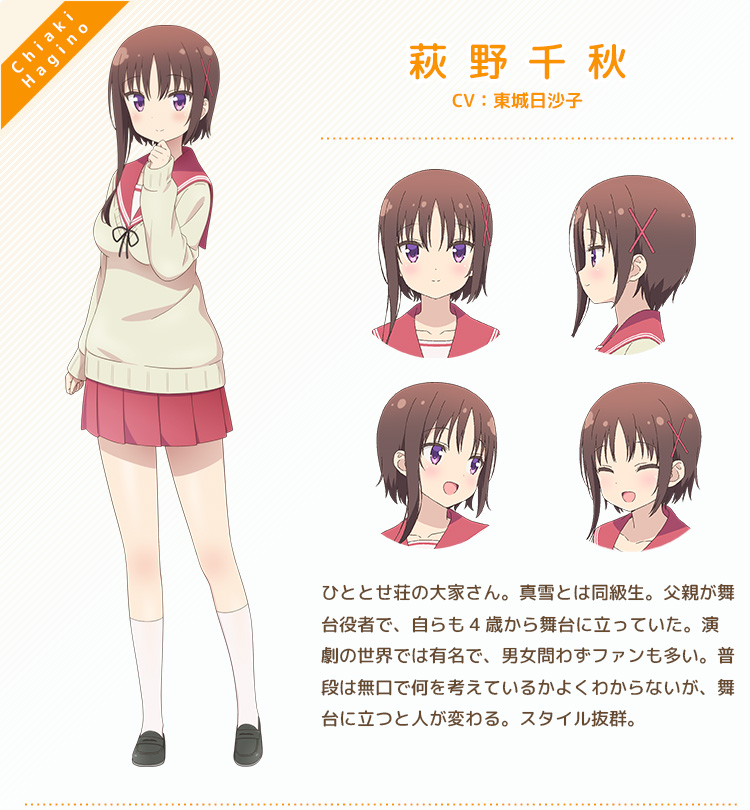 Chiaki
Hagino
萩野千秋
CV：東城日沙子
ひととせ荘の大家さん。真雪とは同級生。父親が舞
台役者で、自らも4歳から舞台に立っていた。演
劇の世界では有名で、男女問わずファンも多い。普
段は無口で何を考えているかよくわからないが、舞
台に立つと人が変わる。スタイル抜群。